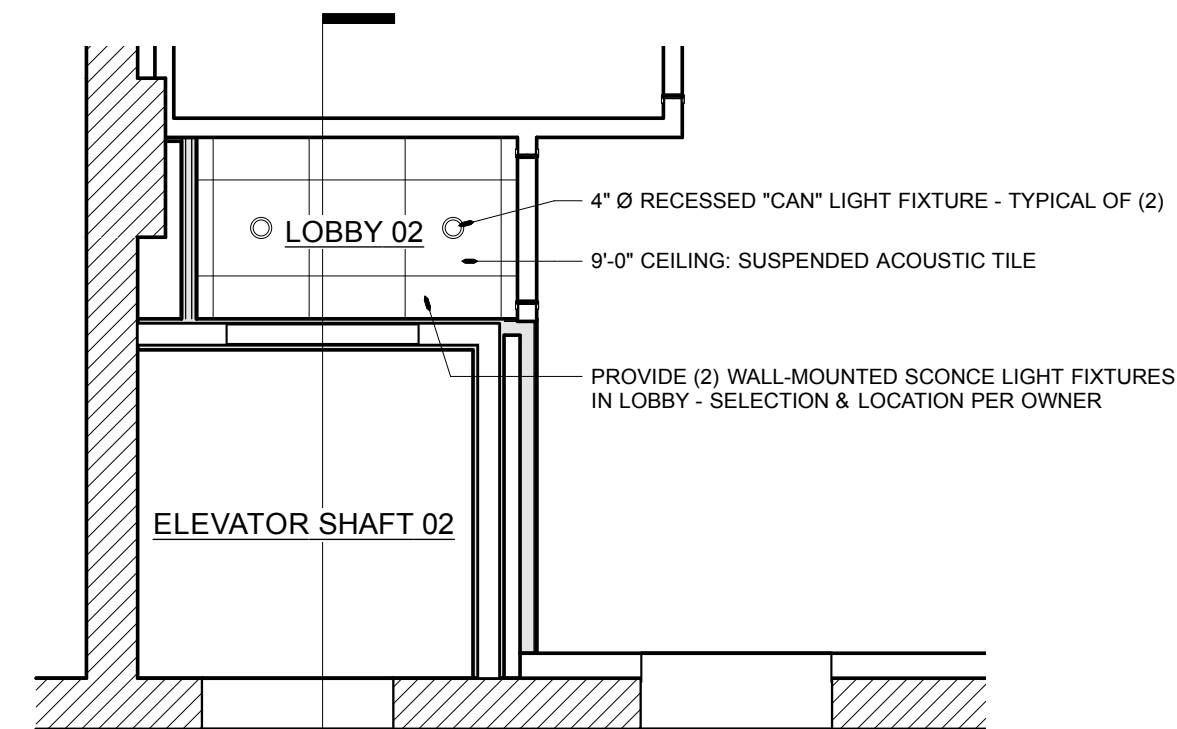 4" Ø RECESSED "CAN" LIGHT FIXTURE - TYPICAL OF (2)
LOBBY 02
9'-0" CEILING: SUSPENDED ACOUSTIC TILE
PROVIDE (2) WALL-MOUNTED SCONCE LIGHT FIXTURES
IN LOBBY - SELECTION & LOCATION PER OWNER
ELEVATOR SHAFT 02